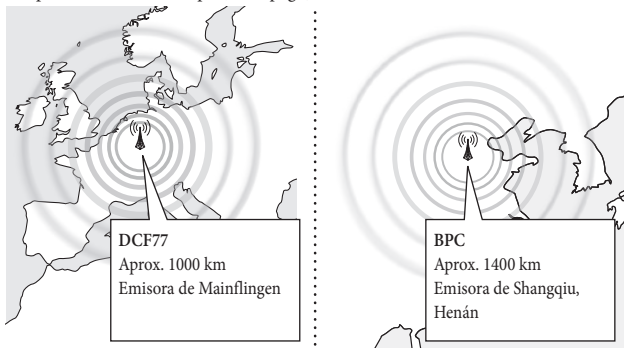 DCF77
Aprox. 1000 km
Emisora de Mainflingen
BPC
Aprox. 1400 km
Emisora de Shangqiu,
Henán